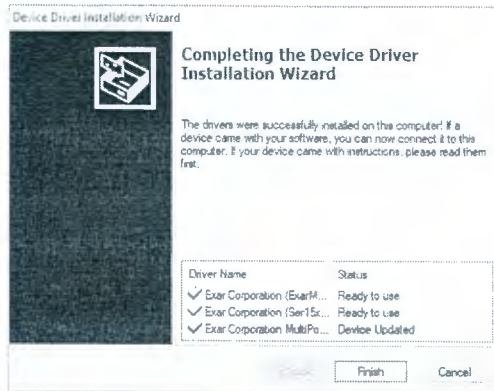 Device Driver Installation Wizard
Completing the Device Driver
Installation Wizard
The drivers were successfully installed on this computer. If a
device came with your software, you can now connect it to this
computer. If your device came with instructions, please read them
first.
Driver Name Status
Exar Corporation (ExarM... Ready to use
Exar Corporation (Ser15x... Ready to use
Exar Corporation MultiPo... Device Updated
Finish Cancel